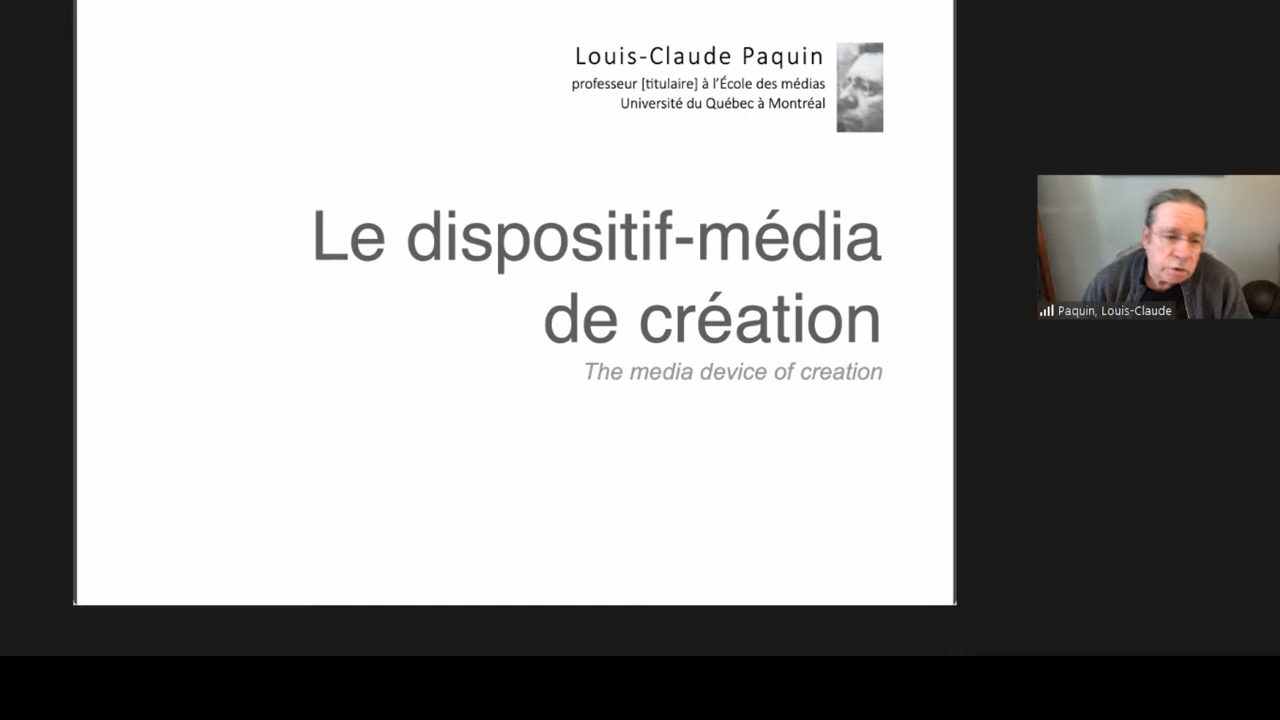 Louis-Claude Paquin
professeur [titulaire] à l'École des médias
Université du Québec à Montréal
Le dispositif-média
de création
The media device of creation
Paquin, Louis-Claude